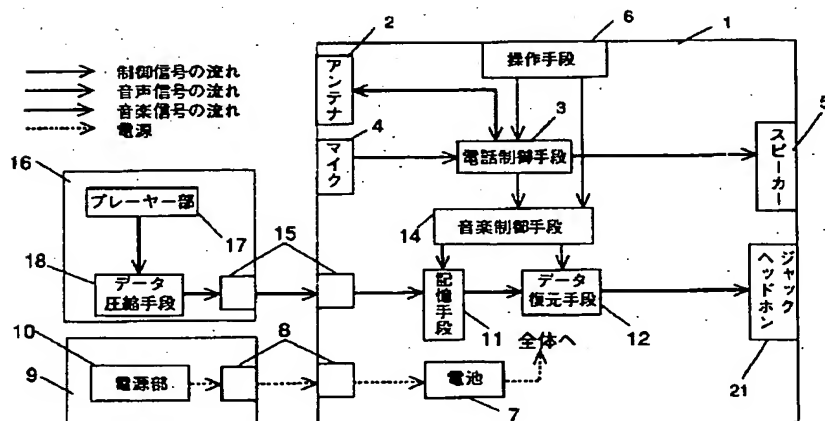 制御信号の流れ
音声信号の流れ
音楽信号の流れ
電源
2
6
1
アンテナ
操作手段
4
マイク
3
電話制御手段
5
スピーカー
16
プレーヤー部
17
14
音楽制御手段
15
18
データ
圧縮手段
記憶手段
11
データ
復元手段
12
ヘッドホン
ジャック
21
10
8
全体へ
9
電源部
電池
7